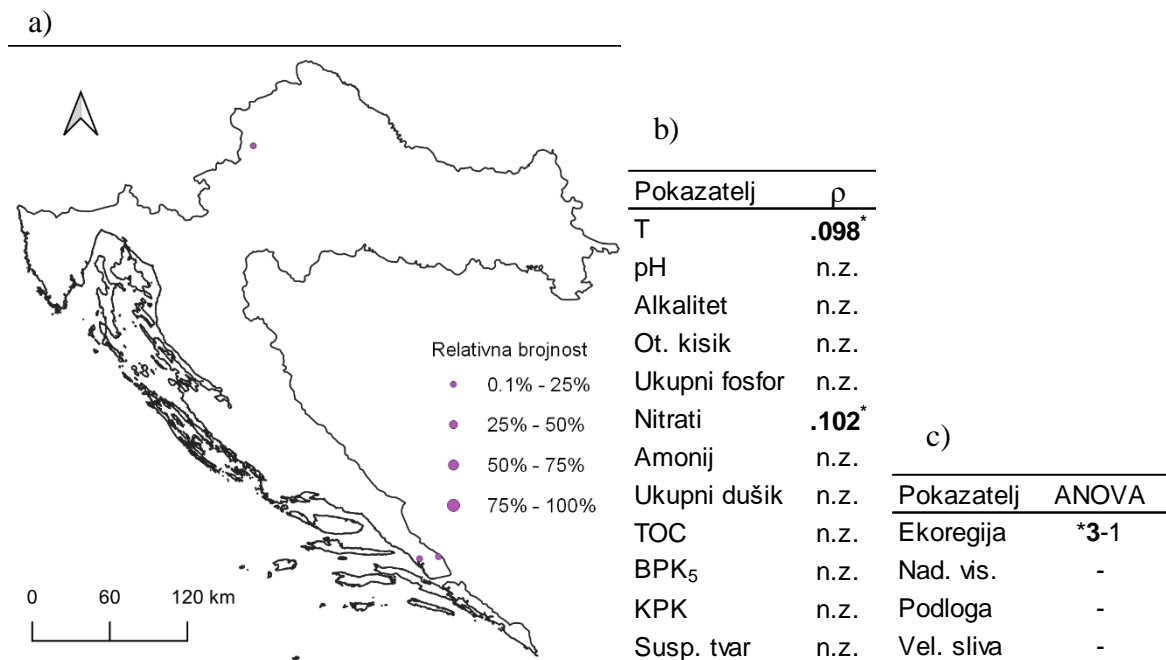 a)
Relativna brojnost
0.1% - 25%
25% - 50%
50% - 75%
75% - 100%
0 60 120 km
b)
Pokazatelj ρ
T .098*
pH n.z.
Alkalitet n.z.
Ot. kisik n.z.
Ukupni fosfor n.z.
Nitrati .102*
Amonij n.z.
Ukupni dušik n.z.
TOC n.z.
BPK₅ n.z.
KPK n.z.
Susp. tvar n.z.
c)
Pokazatelj ANOVA
Ekoregija *3-1
Nad. vis. -
Podloga -
Vel. sliva -